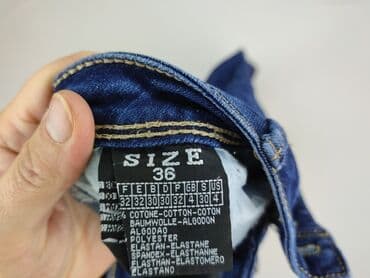 SIZE
36
F E B D P GB S US
32 32 30 30 32 4 30 4
COTONE-COTTON-COTON
BAUMWOLLE-ALGODON
ALGODAO
POLYESTER
ELASTAN-ELASTANE
SPANDEX-ELASTHANNE
ELASTHAN-ELASTOMERO
ELASTANO